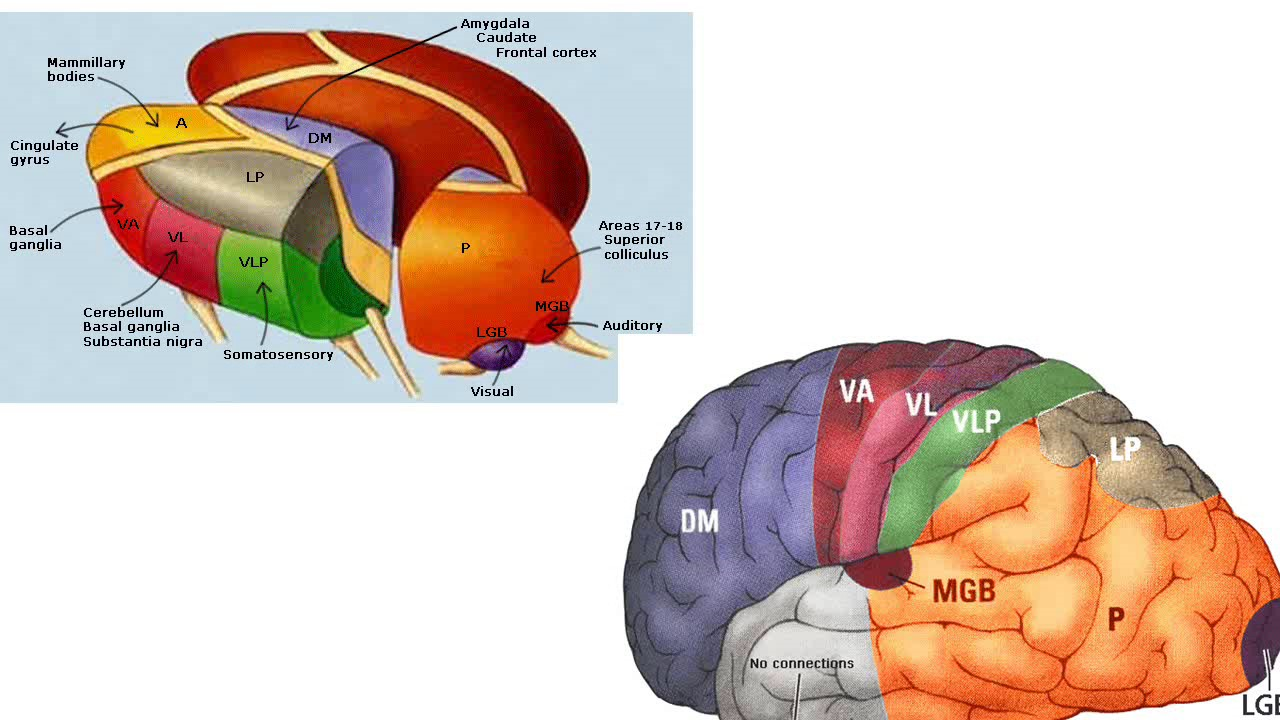 Amygdala
Caudate
Frontal cortex
Mammillary
bodies
A
DM
Cingulate
gyrus
LP
Basal
ganglia
VA
VL
VLP
P
Areas 17-18
Superior
colliculus
MGB
Cerebellum
Basal ganglia
Substantia nigra
Somatosensory
LGB
Auditory
Visual
VA
VL
VLP
LP
DM
MGB
P
No connections
LGB